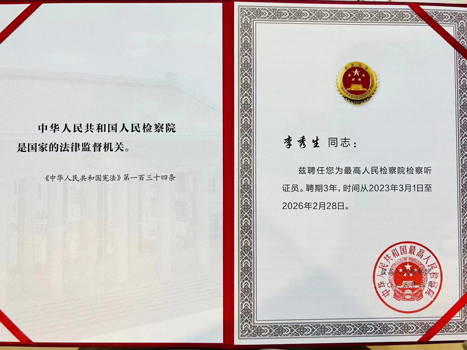 中华人民共和国人民检察院
是国家的法律监督机关。
《中华人民共和国宪法》第一百三十四条
李秀生 同志：
兹聘任您为最高人民检察院检察听
证员。聘期3年，时间从2023年3月1日至
2026年2月28日。
中华人民共和国最高人民检察院